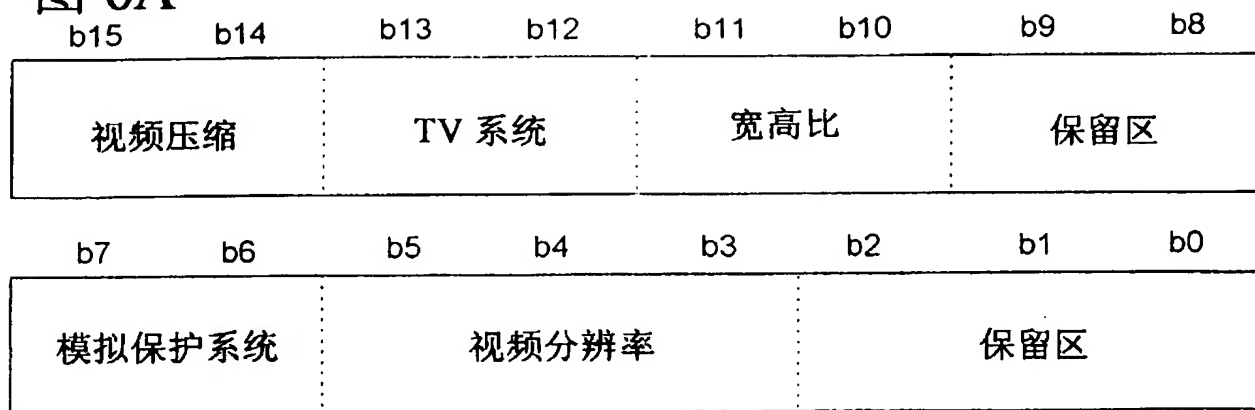 b15 b14 b13 b12 b11 b10 b9 b8
视频压缩 TV 系统 宽高比 保留区
b7 b6 b5 b4 b3 b2 b1 b0
模拟保护系统 视频分辨率 保留区